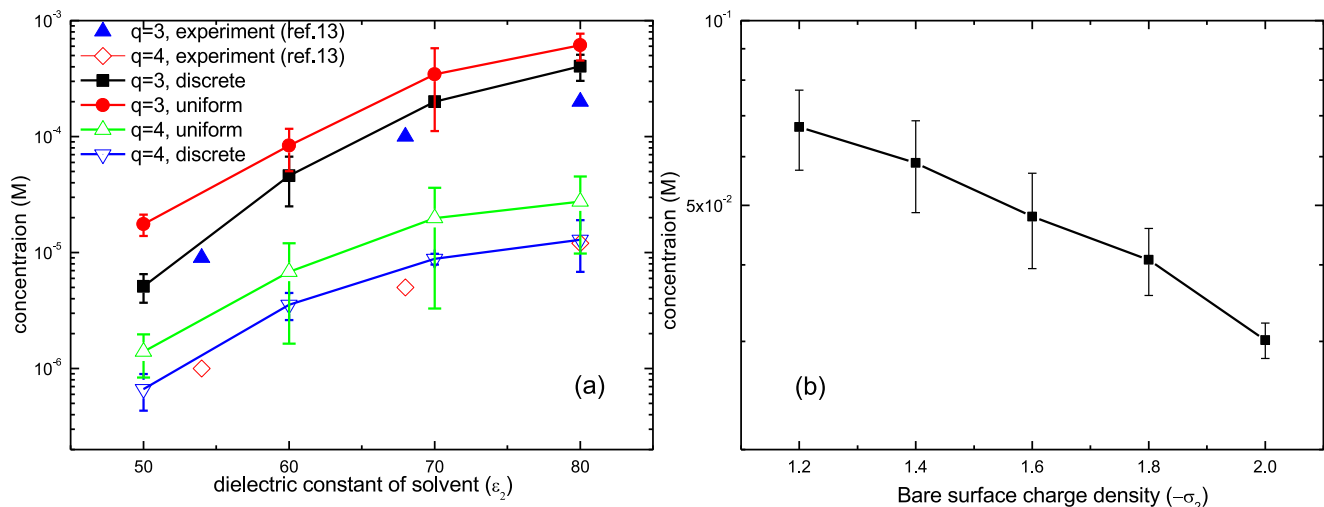 10⁻³
10⁻⁴
10⁻⁵
10⁻⁶
concentraion (M)
q=3, experiment (ref.13)
q=4, experiment (ref.13)
q=3, discrete
q=3, uniform
q=4, uniform
q=4, discrete
(a)
50 60 70 80
dielectric constant of solvent (ε₂)
10⁻¹
5x10⁻²
concentraion (M)
(b)
1.2 1.4 1.6 1.8 2.0
Bare surface charge density (−σ₂)